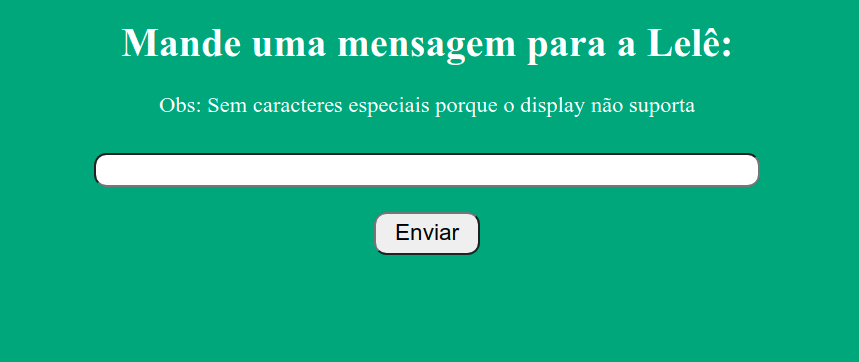 Mande uma mensagem para a Lelê:
Obs: Sem caracteres especiais porque o display não suporta
Enviar